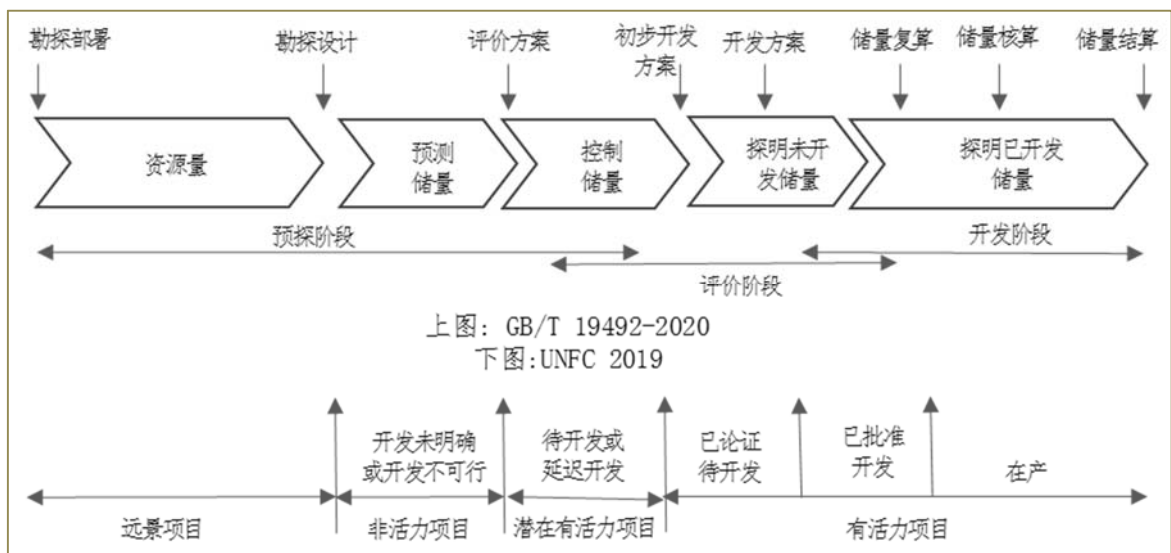 勘探部署
勘探设计
评价方案
初步开发
方案
开发方案
储量复算
储量核算
储量结算
资源量
预测
储量
控制
储量
探明未开
发储量
探明已开发
储量
预探阶段
开发阶段
评价阶段
上图: GB/T 19492-2020
下图:UNFC 2019
开发未明确
或开发不可行
待开发或
延迟开发
已论证
待开发
已批准
开发
在产
远景项目
非活力项目
潜在有活力项目
有活力项目